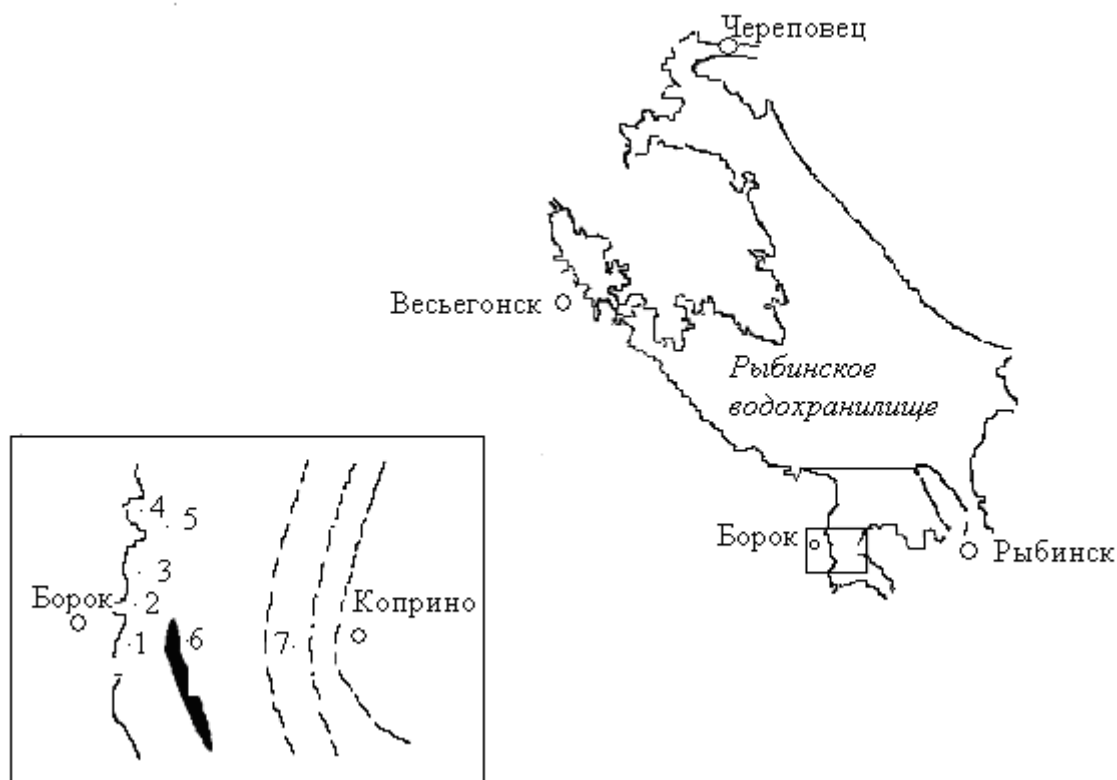 Череповец
Весьегонск
Рыбинское
водохранилище
Борок
Рыбинск
4
5
3
Борок
2
Коприно
1
6
7